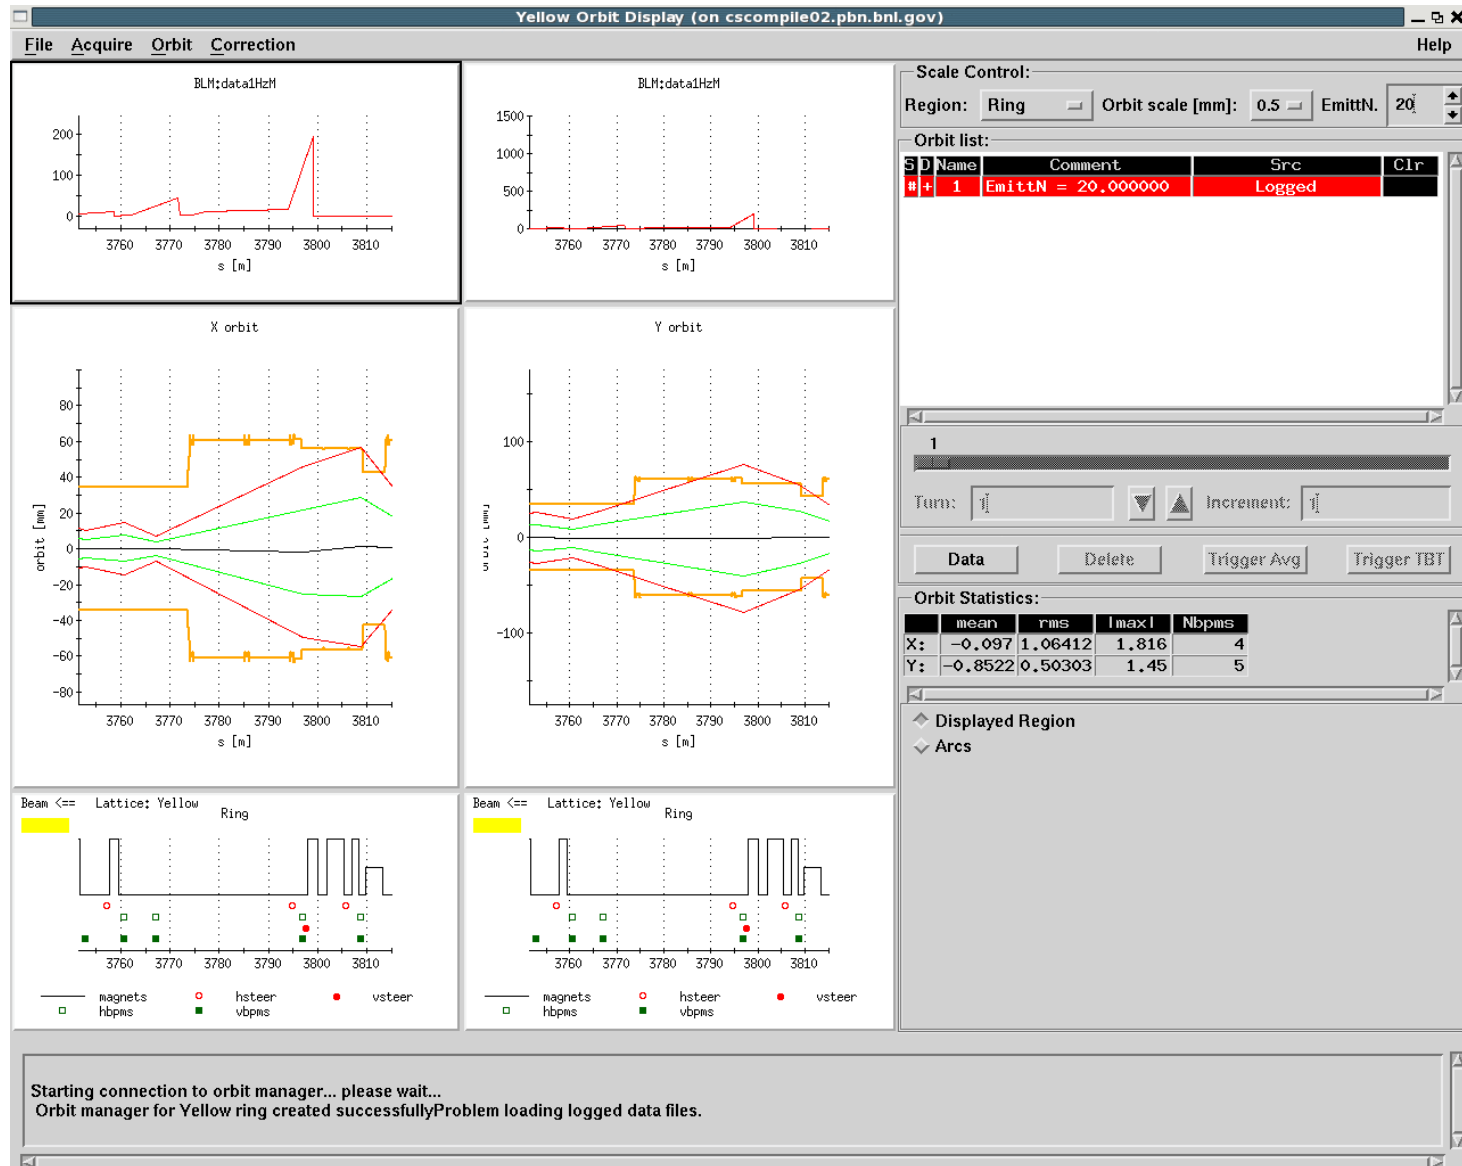 Yellow Orbit Display (on cscompile02.pbn.bnl.gov)
File Acquire Orbit Correction Help
BLM:data1HzM
200
100
0
3760 3770 3780 3790 3800 3810
s [m]
BLM:data1HzM
1500
1000
500
0
3760 3770 3780 3790 3800 3810
s [m]
X orbit
orbit [mm]
80
60
40
20
0
-20
-40
-60
-80
3760 3770 3780 3790 3800 3810
s [m]
Y orbit
100
0
-100
3760 3770 3780 3790 3800 3810
s [m]
Beam <== Lattice: Yellow
Ring
3760 3770 3780 3790 3800 3810
magnets hsteer vsteer
hbpms vbpms
Beam <== Lattice: Yellow
Ring
3760 3770 3780 3790 3800 3810
magnets hsteer vsteer
hbpms vbpms
Scale Control:
Region: Ring Orbit scale [mm]: 0.5 EmittN. 20
Orbit list:
S D Name Comment Src Clr
# + 1 EmittN = 20.000000 Logged
1
Turn: 1 Increment: 1
Data Delete Trigger Avg Trigger TBT
Orbit Statistics:
mean rms |max| Nbpms
X: -0.097 1.06412 1.816 4
Y: -0.8522 0.50303 1.45 5
Displayed Region
Arcs
Starting connection to orbit manager... please wait...
Orbit manager for Yellow ring created successfullyProblem loading logged data files.